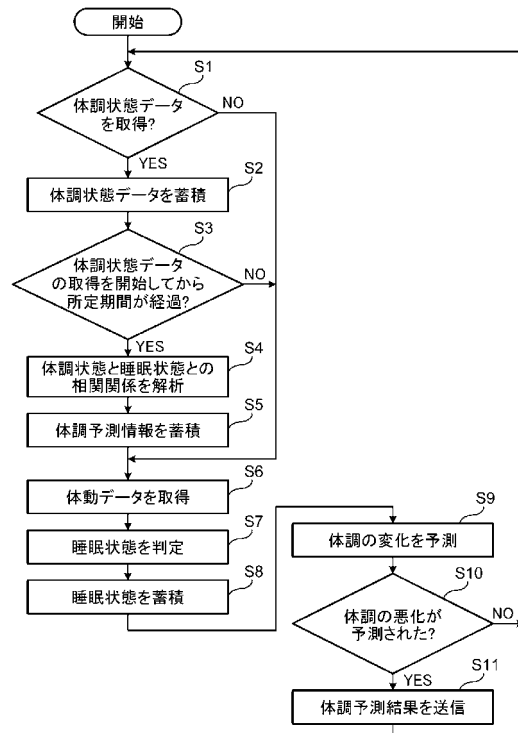 開始
S1
体調状態データ
を取得?
NO
YES
S2
体調状態データを蓄積
S3
体調状態データ
の取得を開始してから
所定期間が経過?
NO
YES
S4
体調状態と睡眠状態との
相関関係を解析
S5
体調予測情報を蓄積
S6
体動データを取得
S7
睡眠状態を判定
S8
睡眠状態を蓄積
S9
体調の変化を予測
S10
体調の悪化が
予測された?
NO
YES
S11
体調予測結果を送信